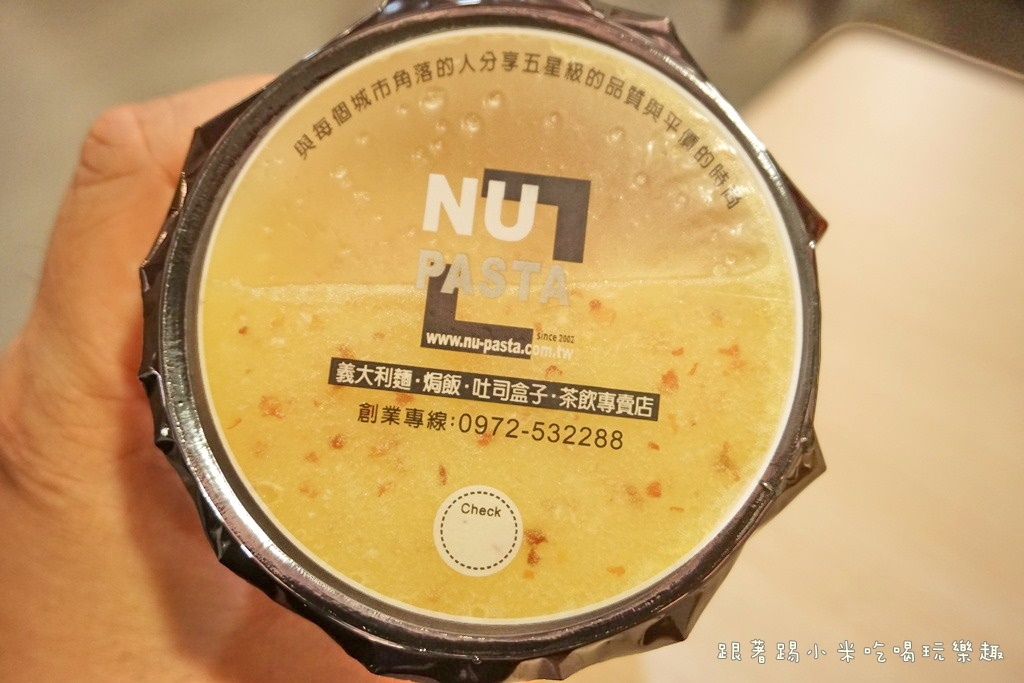 與每個城市角落的人分享五星級的品質與平價的時尚
NU
PASTA
since 2002
www.nu-pasta.com.tw
義大利麵·焗飯·吐司盒子·茶飲專賣店
創業專線:0972-532288
Check
跟著踢小米吃喝玩樂趣